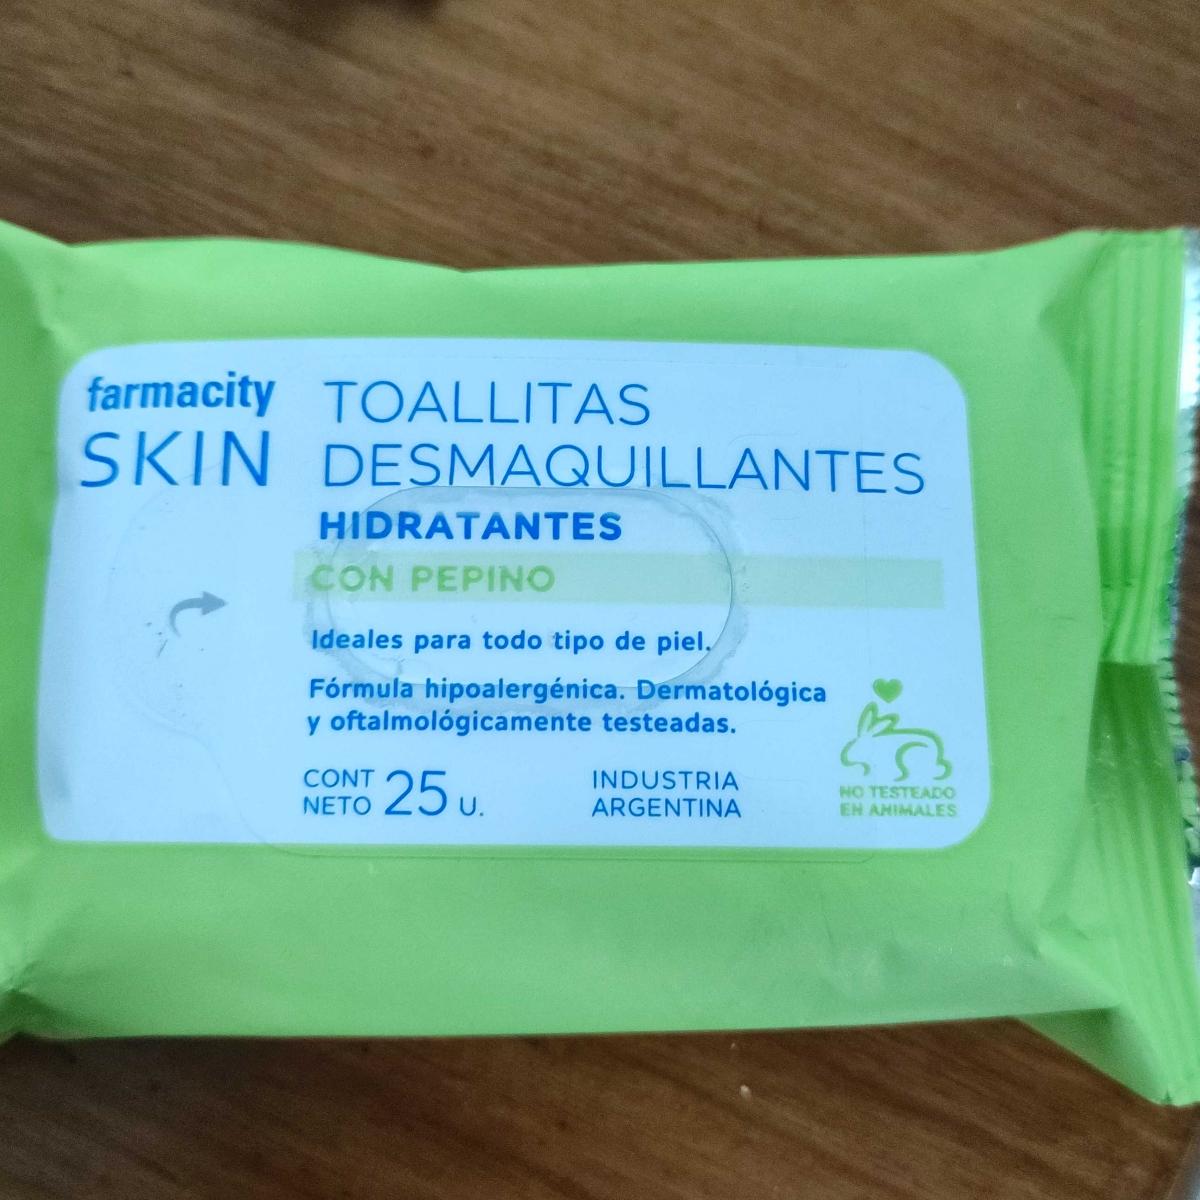 farmacity
SKIN
TOALLITAS
DESMAQUILLANTES
HIDRATANTES
CON PEPINO
Ideales para todo tipo de piel.
Fórmula hipoalergénica. Dermatológica
y oftalmológicamente testeadas.
CONT
NETO 25 U.
INDUSTRIA
ARGENTINA
NO TESTEADO
EN ANIMALES